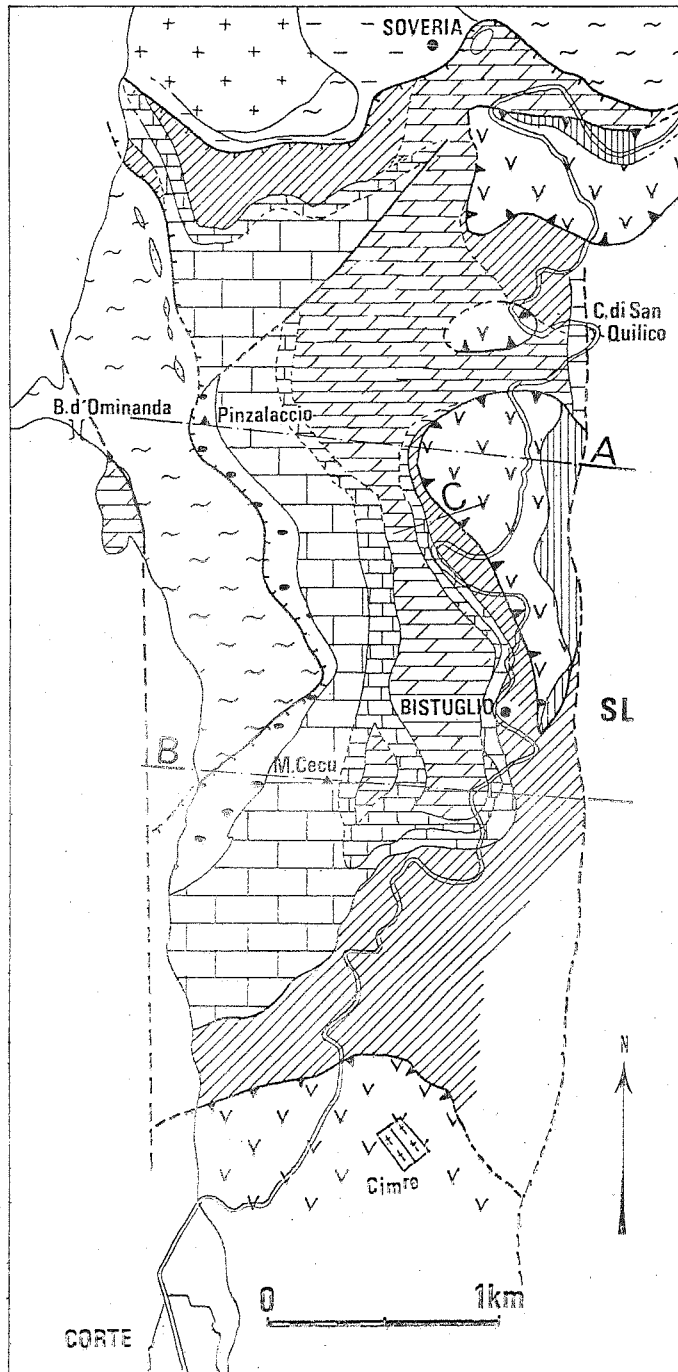 SOVERIA
C. di San
Quilico
B. d'Ominanda
Pinzalaccio
A
C
BISTUGLIO
SL
B
M. Cecu
N
Cimre
0 1km
CORTE